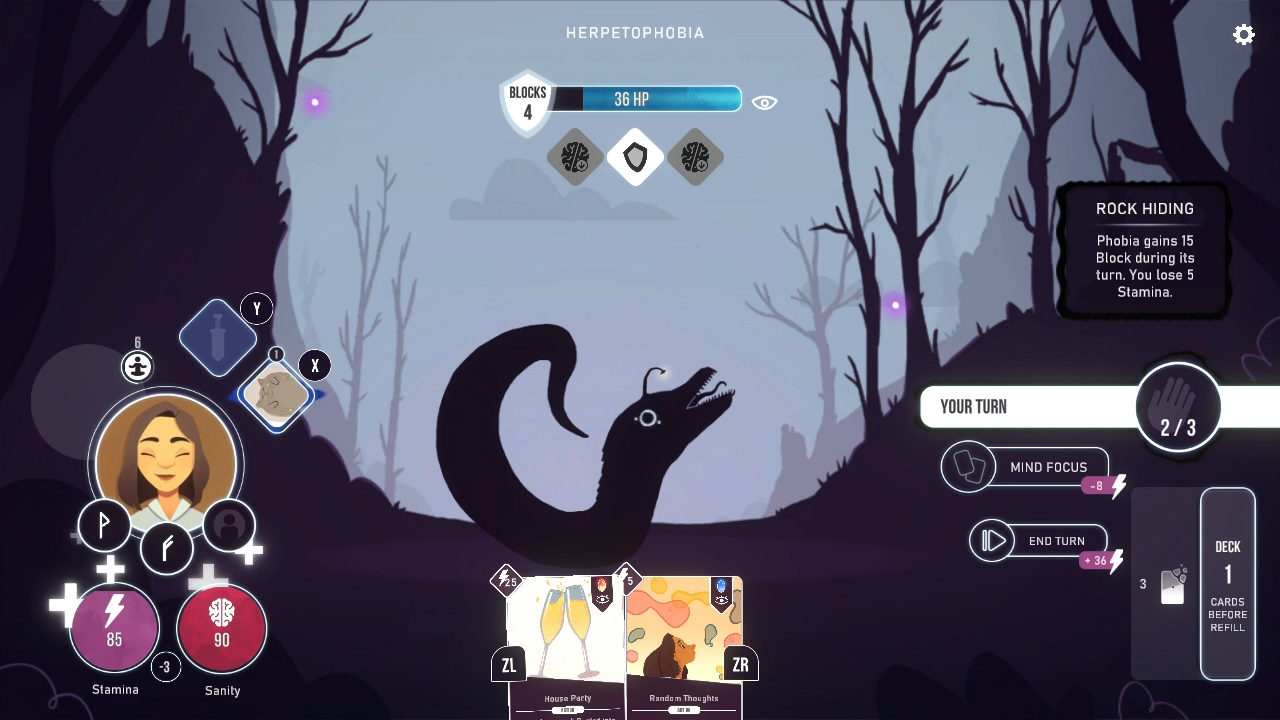 HERPETOPHOBIA
BLOCKS
4
36 HP
ROCK HIDING
Phobia gains 15
Block during its
turn. You lose 5
Stamina.
Y
6
1
X
YOUR TURN
2 / 3
MIND FOCUS
-8
END TURN
+ 36
DECK
1
CARDS
BEFORE
REFILL
3
25
5
ZL
ZR
House Party
ACTION
Random Thoughts
85
90
-3
Stamina
Sanity